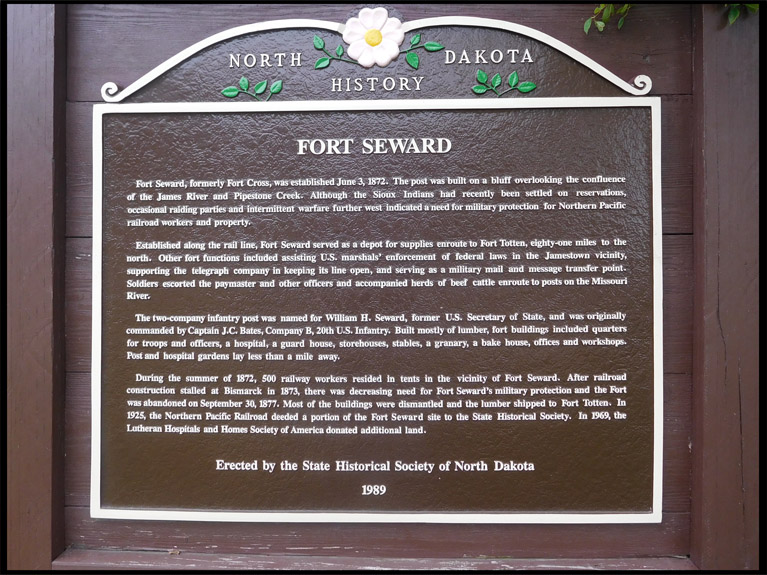 NORTH DAKOTA
HISTORY
FORT SEWARD
Fort Seward, formerly Fort Cross, was established June 3, 1872. The post was built on a bluff overlooking the confluence
of the James River and Pipestone Creek. Although the Sioux Indians had recently been settled on reservations,
occasional raiding parties and intermittent warfare further west indicated a need for military protection for Northern Pacific
railroad workers and property.
Established along the rail line, Fort Seward served as a depot for supplies enroute to Fort Totten, eighty-one miles to the
north. Other fort functions included assisting U.S. marshals' enforcement of federal laws in the Jamestown vicinity,
supporting the telegraph company in keeping its line open, and serving as a military mail and message transfer point.
Soldiers escorted the paymaster and other officers and accompanied herds of beef cattle enroute to posts on the Missouri
River.
The two-company infantry post was named for William H. Seward, former U.S. Secretary of State, and was originally
commanded by Captain J.C. Bates, Company B, 20th U.S. Infantry. Built mostly of lumber, fort buildings included quarters
for troops and officers, a hospital, a guard house, storehouses, stables, a granary, a bake house, offices and workshops.
Post and hospital gardens lay less than a mile away.
During the summer of 1872, 500 railway workers resided in tents in the vicinity of Fort Seward. After railroad
construction stalled at Bismarck in 1873, there was decreasing need for Fort Seward's military protection and the Fort
was abandoned on September 30, 1877. Most of the buildings were dismantled and the lumber shipped to Fort Totten. In
1925, the Northern Pacific Railroad deeded a portion of the Fort Seward site to the State Historical Society. In 1969, the
Lutheran Hospitals and Homes Society of America donated additional land.
Erected by the State Historical Society of North Dakota
1989